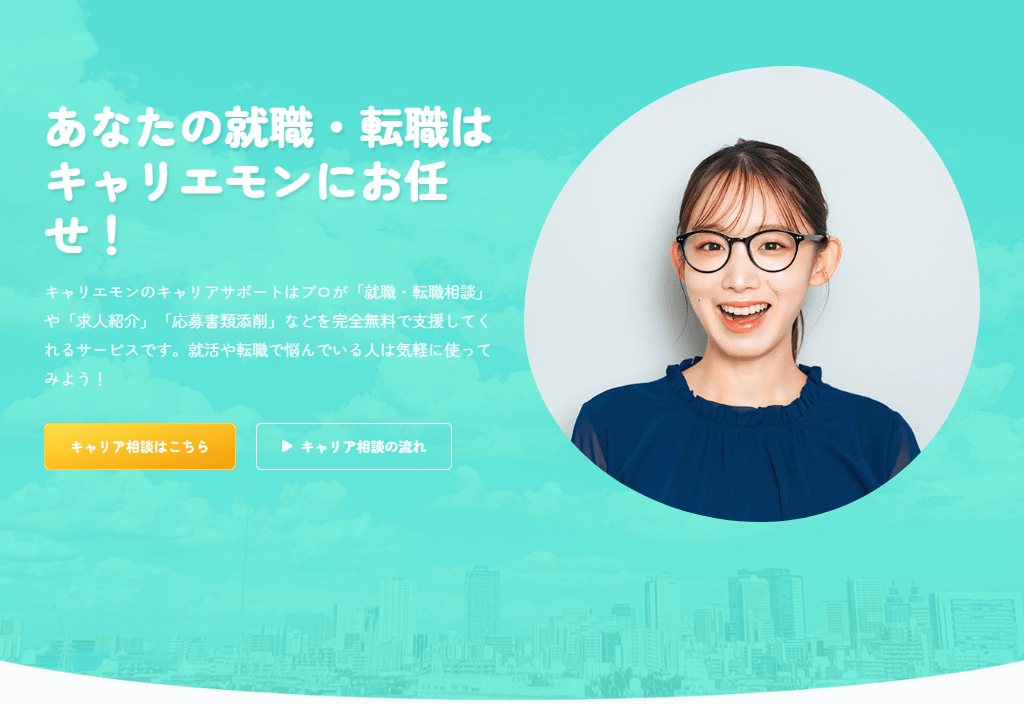 あなたの就職・転職は
キャリエモンにお任
せ！
キャリエモンのキャリアサポートはプロが「就職・転職相談」
や「求人紹介」「応募書類添削」などを完全無料で支援してく
れるサービスです。就活や転職で悩んでいる人は気軽に使って
みよう！
キャリア相談はこちら
▶ キャリア相談の流れ